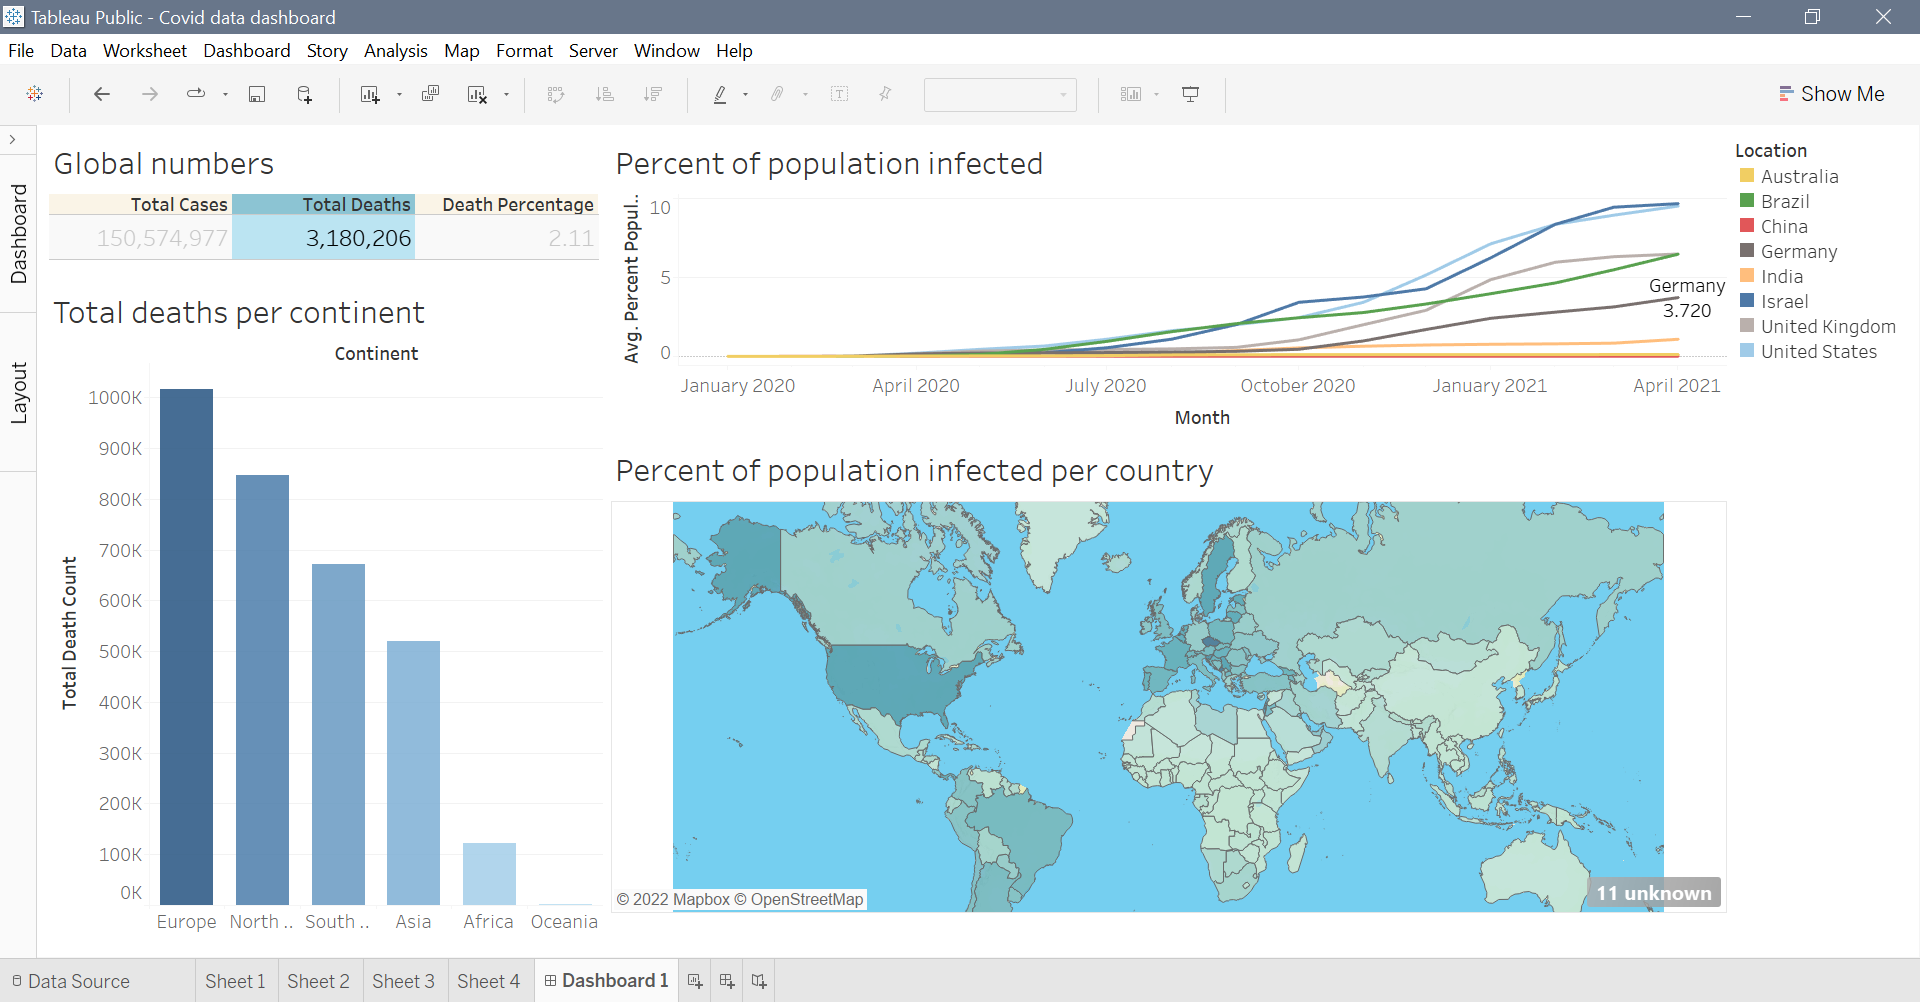 Tableau Public - Covid data dashboard
File Data Worksheet Dashboard Story Analysis Map Format Server Window Help
Show Me
Dashboard
Layout
Global numbers
Total Cases Total Deaths Death Percentage
150,574,977 3,180,206 2.11
Total deaths per continent
Continent
Total Death Count
1000K
900K
800K
700K
600K
500K
400K
300K
200K
100K
0K
Europe North .. South .. Asia Africa Oceania
Percent of population infected
Avg. Percent Popul..
10
5
0
Germany
3.720
January 2020 April 2020 July 2020 October 2020 January 2021 April 2021
Month
Location
Australia
Brazil
China
Germany
India
Israel
United Kingdom
United States
Percent of population infected per country
© 2022 Mapbox © OpenStreetMap
11 unknown
Data Source Sheet 1 Sheet 2 Sheet 3 Sheet 4 Dashboard 1